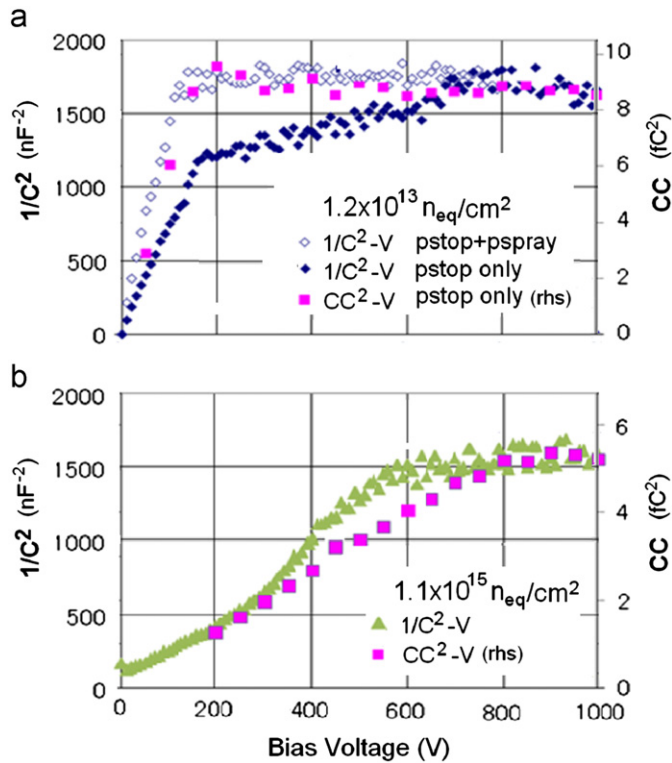 a
2000
1500
1000
500
0
1/C² (nF⁻²)
10
8
6
4
2
0
CC (fC²)
1.2x10¹³ nₑq/cm²
1/C²-V pstop+pspray
1/C²-V pstop only
CC²-V pstop only (rhs)
b
2000
1500
1000
500
0
1/C² (nF⁻²)
6
4
2
0
CC (fC²)
1.1x10¹⁵ nₑq/cm²
1/C²-V
CC²-V (rhs)
0 200 400 600 800 1000
Bias Voltage (V)